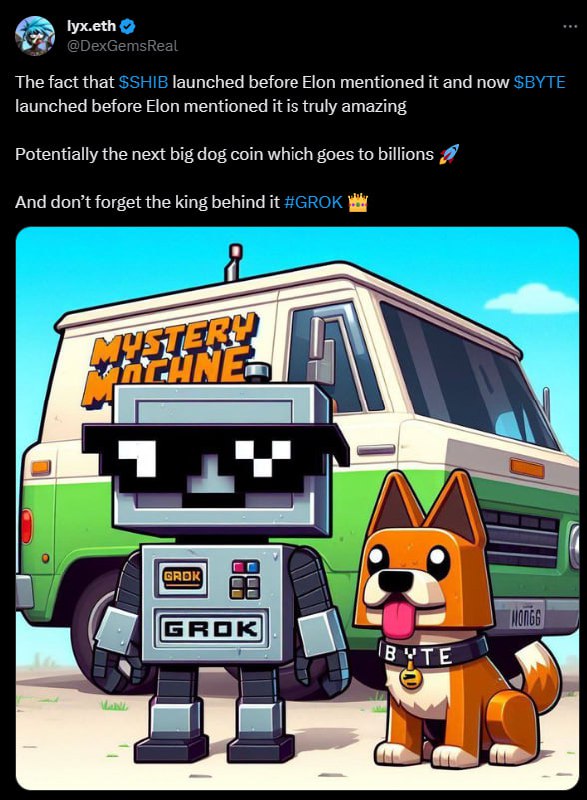 lyx.eth
@DexGemsReal
The fact that $SHIB launched before Elon mentioned it and now $BYTE
launched before Elon mentioned it is truly amazing
Potentially the next big dog coin which goes to billions 🚀
And don’t forget the king behind it #GROK 👑
MYSTERY
MACHNE
GROK
GROK
BYTE